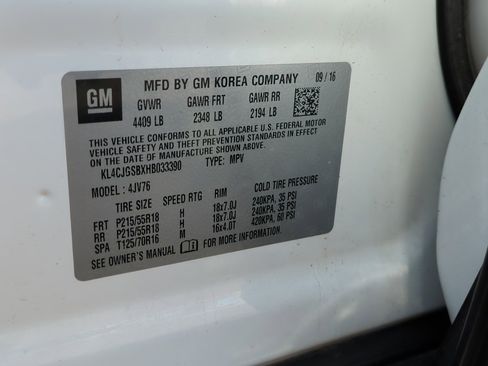 GM
MFD BY GM KOREA COMPANY 09/16
GVWR GAWR FRT GAWR RR
4409 LB 2348 LB 2194 LB
THIS VEHICLE CONFORMS TO ALL APPLICABLE U.S. FEDERAL MOTOR
VEHICLE SAFETY, BUMPER, AND THEFT PREVENTION STANDARDS IN EFFECT ON THE
DATE OF MANUFACTURE SHOWN ABOVE.
KL4CJGSBXHB033390 TYPE: MPV
MODEL: 4JV76
TIRE SIZE SPEED RTG RIM COLD TIRE PRESSURE
FRT P215/55R18 H 18x7.0J 240KPA, 35 PSI
RR P215/55R18 H 18x7.0J 240KPA, 35 PSI
SPA T125/70R16 M 16x4.0T 420KPA, 60 PSI
SEE OWNER'S MANUAL FOR MORE INFORMATION.